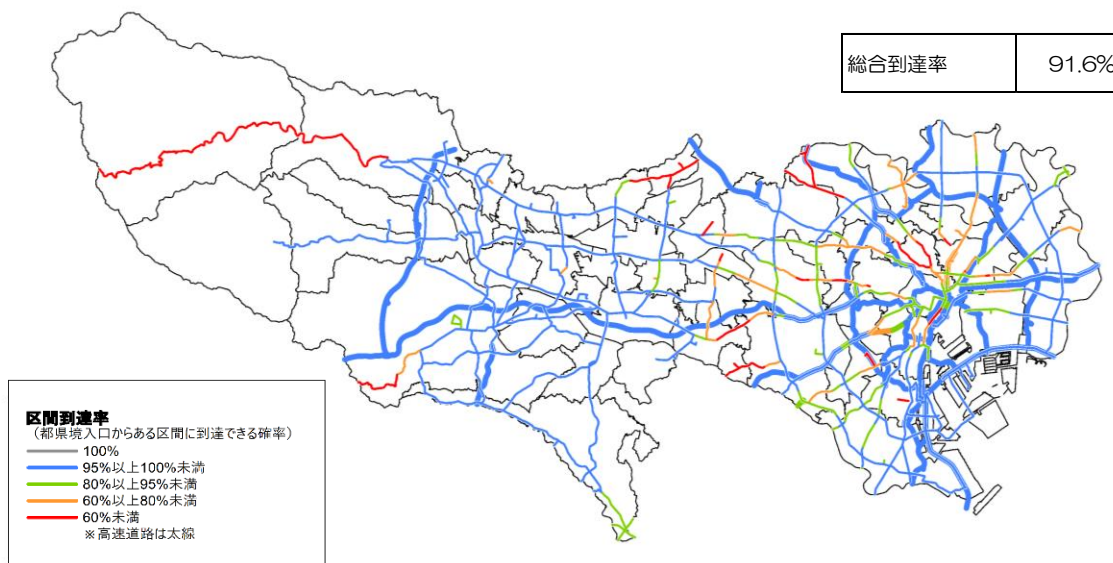 総合到達率 91.6%
区間到達率
（都県境入口からある区間に到達できる確率）
100%
95%以上100%未満
80%以上95%未満
60%以上80%未満
60%未満
※高速道路は太線